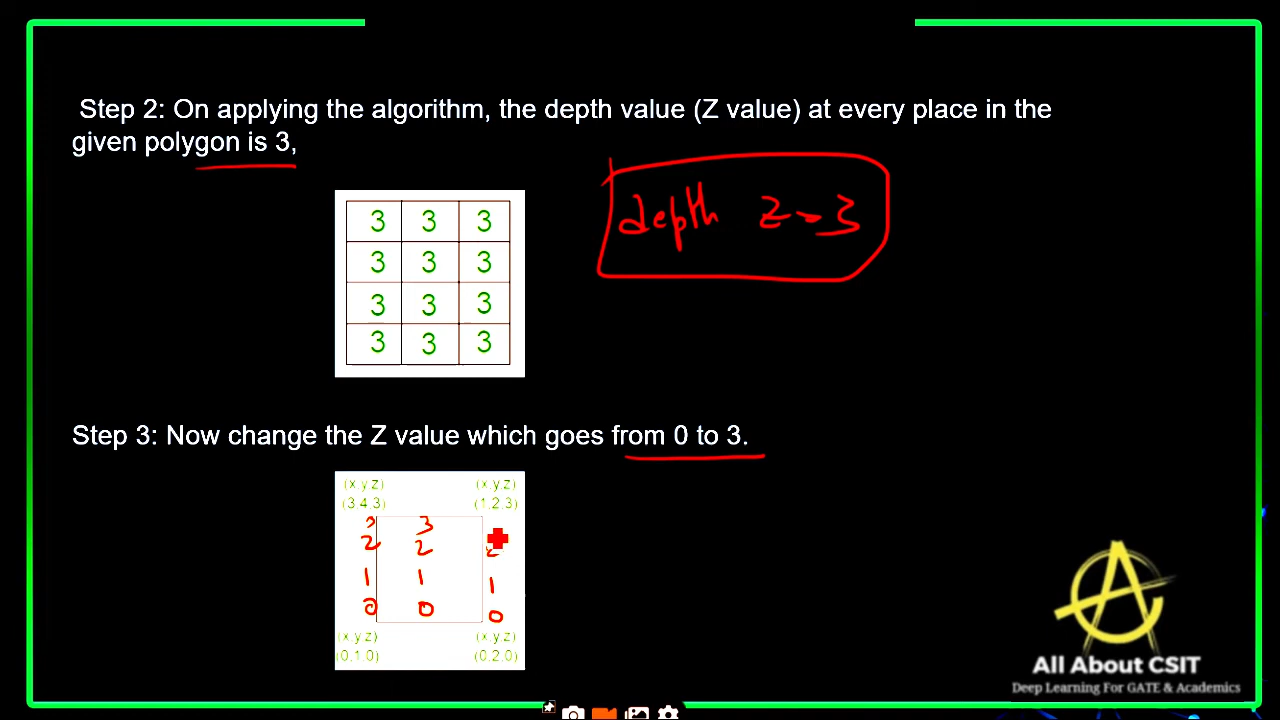 Step 2: On applying the algorithm, the depth value (Z value) at every place in the
given polygon is 3,
depth z-3
3 3 3
3 3 3
3 3 3
3 3 3
Step 3: Now change the Z value which goes from 0 to 3.
(x y z) (x.y.z)
(3 4.3) (1.2.3)
3 3
2 2 2
1 1 1
0 0 0
(x.y z) (x.y.z)
(0.1.0) (0.2.0)
All About CSIT
Deep Learning For GATE & Academics